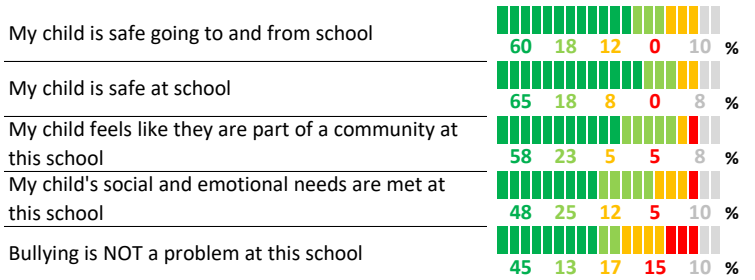 My child is safe going to and from school
60 18 12 0 10 %
My child is safe at school
65 18 8 0 8 %
My child feels like they are part of a community at
this school
58 23 5 5 8 %
My child's social and emotional needs are met at
this school
48 25 12 5 10 %
Bullying is NOT a problem at this school
45 13 17 15 10 %